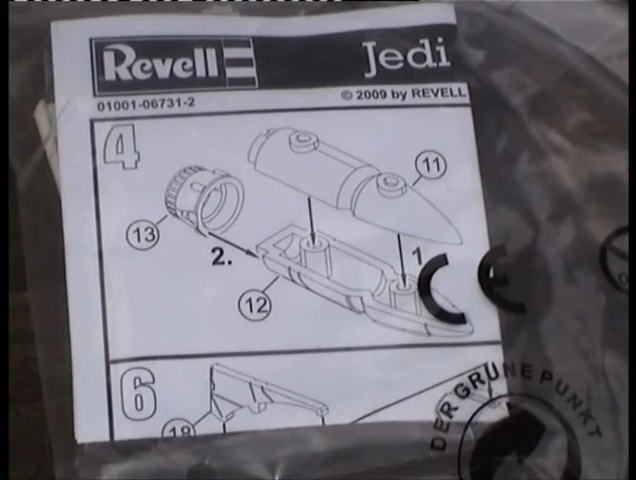 Revell
Jedi
01001-06731-2
© 2009 by REVELL
4
11
13
2.
1
12
CE
6
18
DER GRÜNE PUNKT